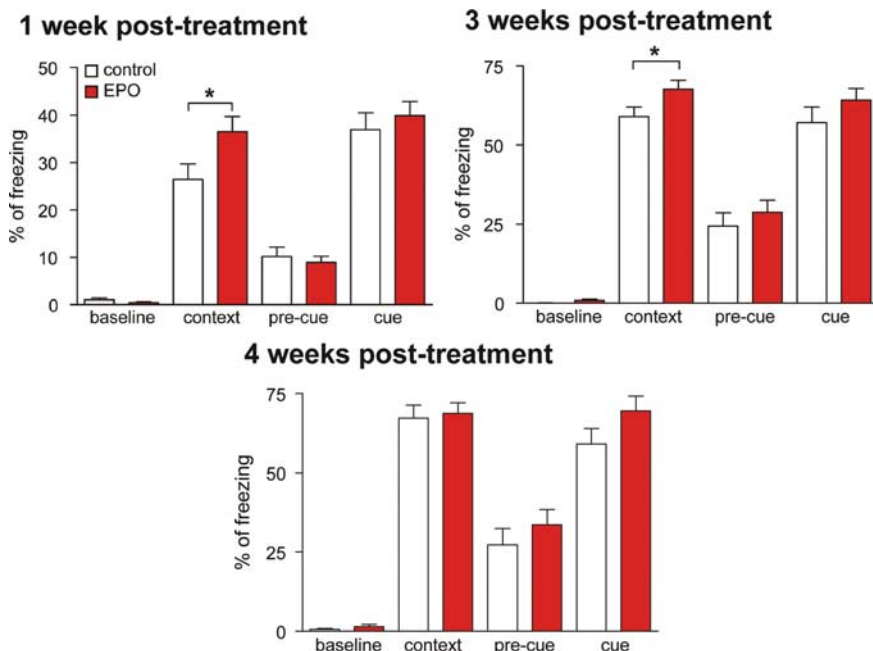 1 week post-treatment
50
40
30
20
10
0
% of freezing
control
EPO
*
baseline context pre-cue cue
3 weeks post-treatment
75
50
25
0
% of freezing
*
baseline context pre-cue cue
4 weeks post-treatment
75
50
25
0
% of freezing
baseline context pre-cue cue